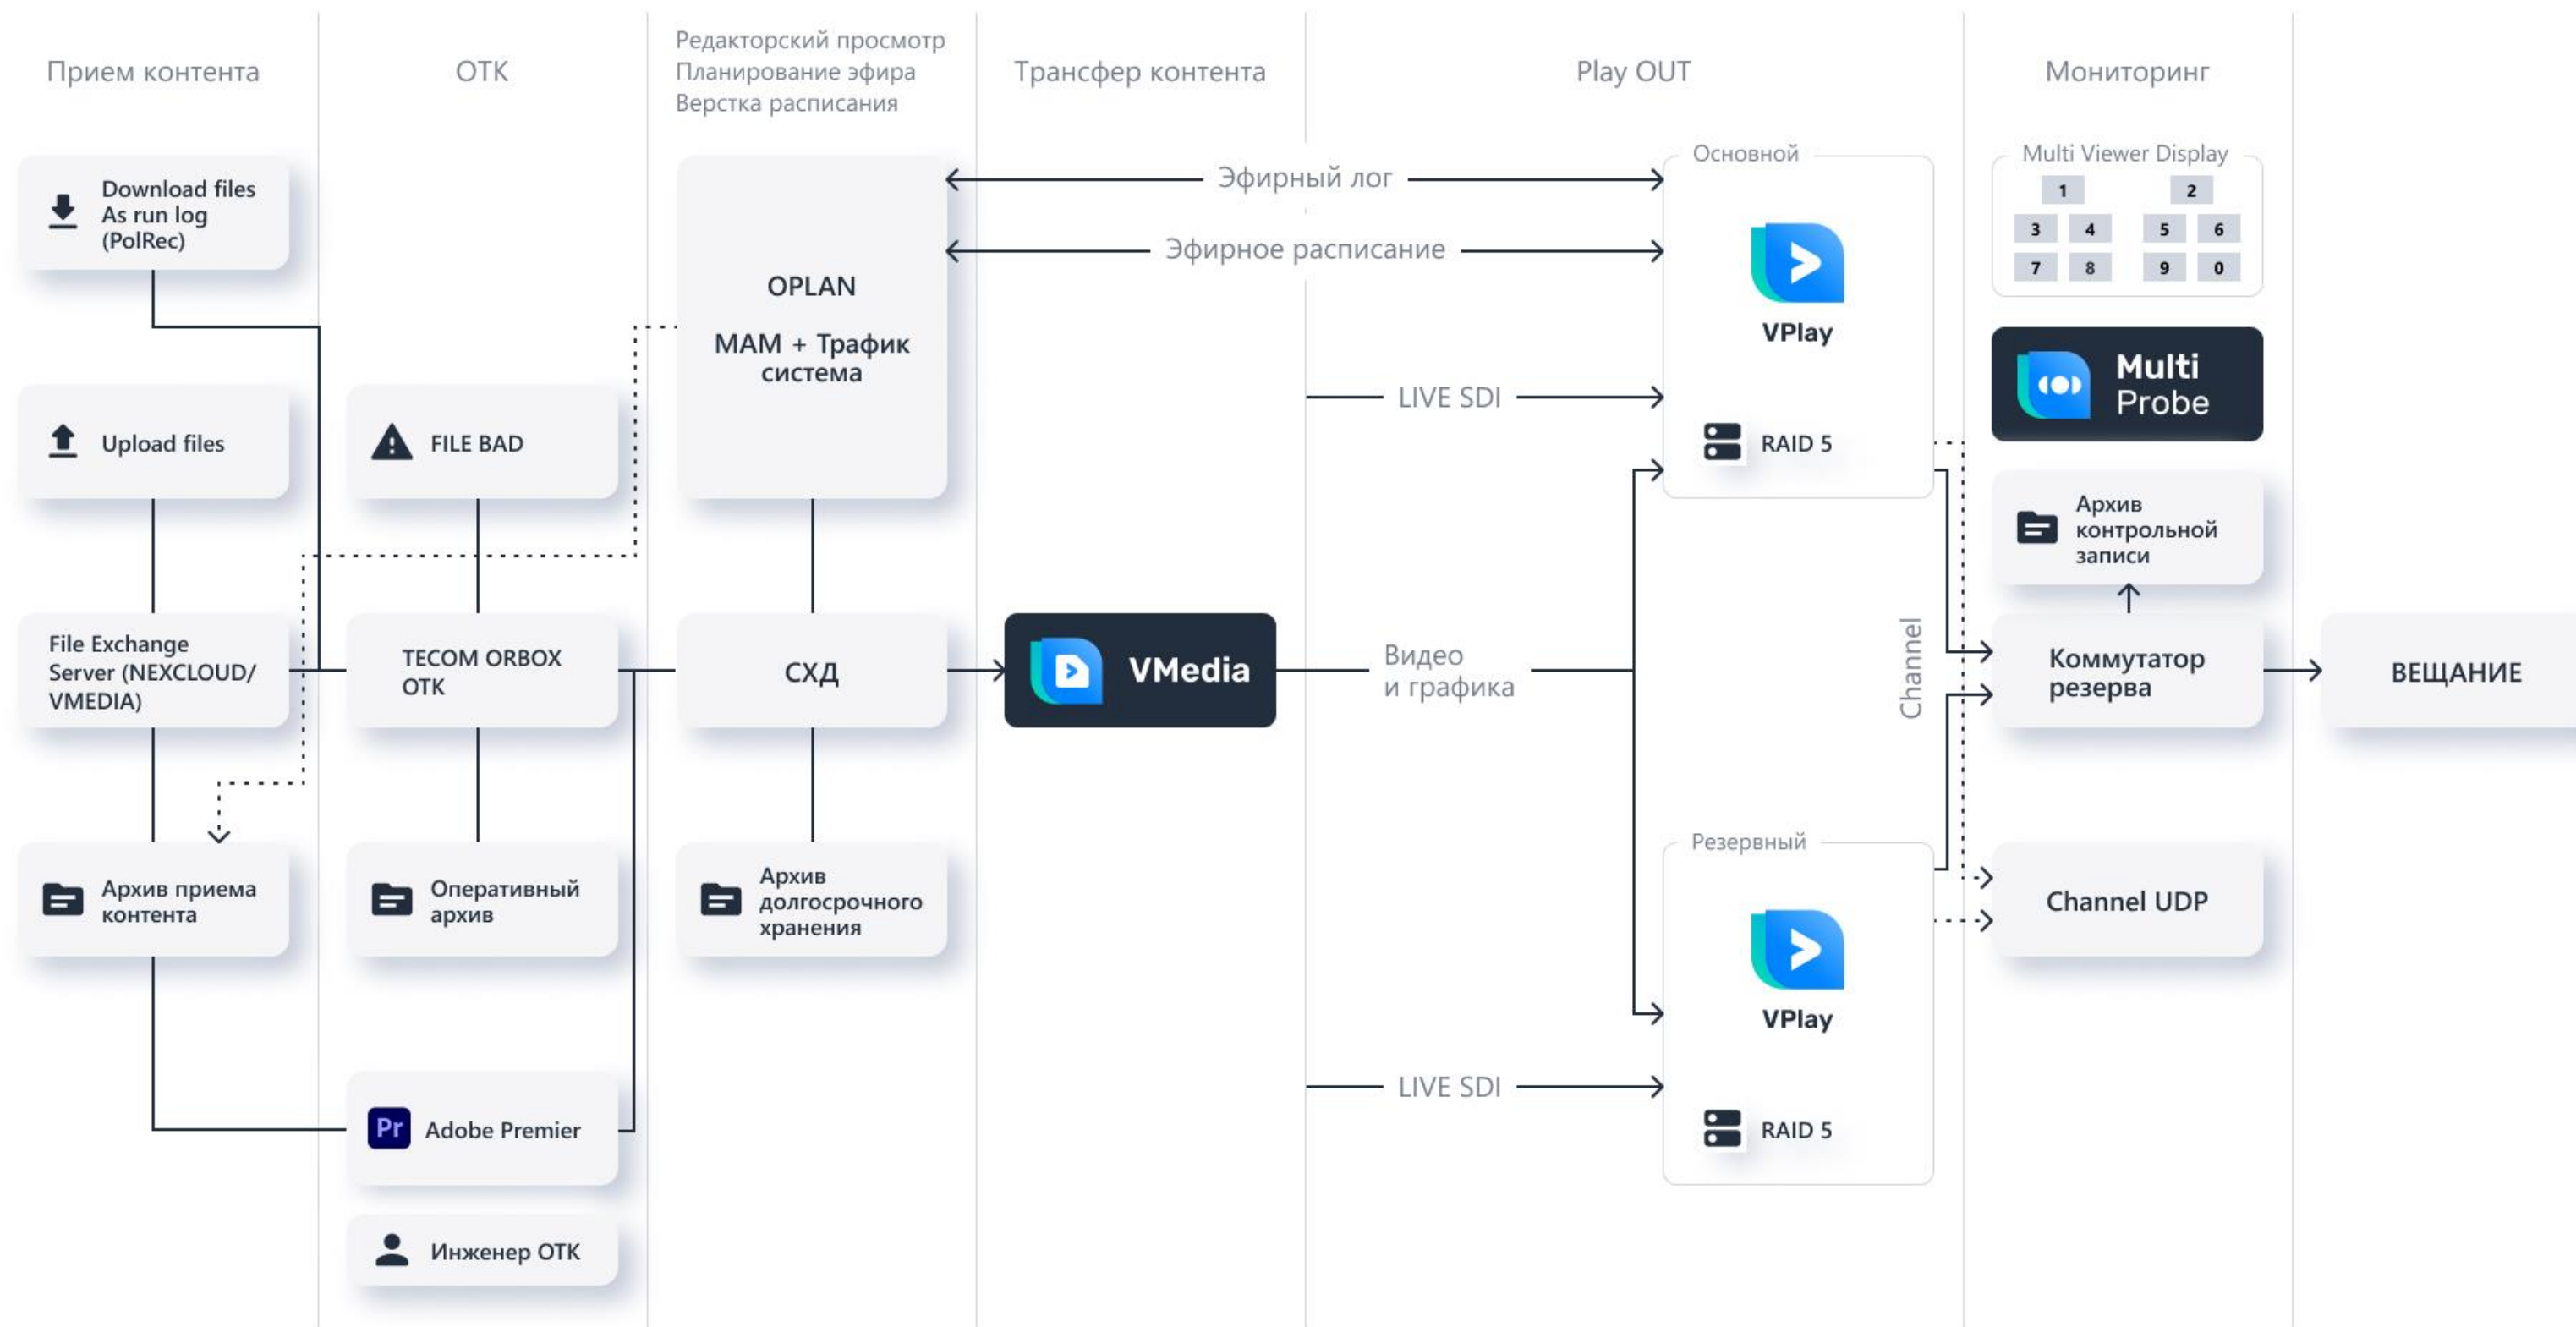 Прием контента
ОТК
Редакторский просмотр
Планирование эфира
Верстка расписания
Трансфер контента
Play OUT
Мониторинг
Download files
As run log
(PolRec)
Upload files
File Exchange
Server (NEXCLOUD/
VMEDIA)
Архив приема
контента
FILE BAD
TECOM ORBOX
ОТК
Оперативный
архив
Pr
Adobe Premier
Инженер ОТК
OPLAN
МАМ + Трафик
система
СХД
Архив
долгосрочного
хранения
VMedia
Эфирный лог
Эфирное расписание
LIVE SDI
Видео
и графика
LIVE SDI
Основной
VPlay
RAID 5
Channel
Резервный
VPlay
RAID 5
Multi Viewer Display
1 2
3 4 5 6
7 8 9 0
Multi
Probe
Архив
контрольной
записи
Коммутатор
резерва
Channel UDP
ВЕЩАНИЕ